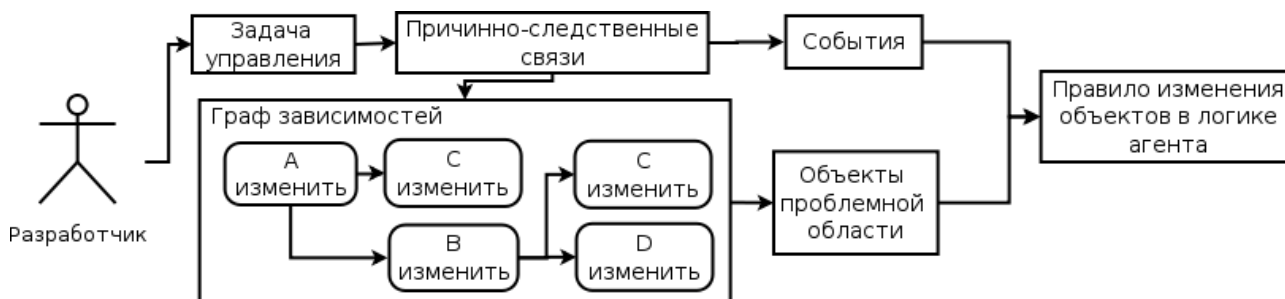 Задача
управления
Причинно-следственные
связи
События
Правило изменения
объектов в логике
агента
Граф зависимостей
A
изменить
C
изменить
C
изменить
B
изменить
D
изменить
Объекты
проблемной
области
Разработчик